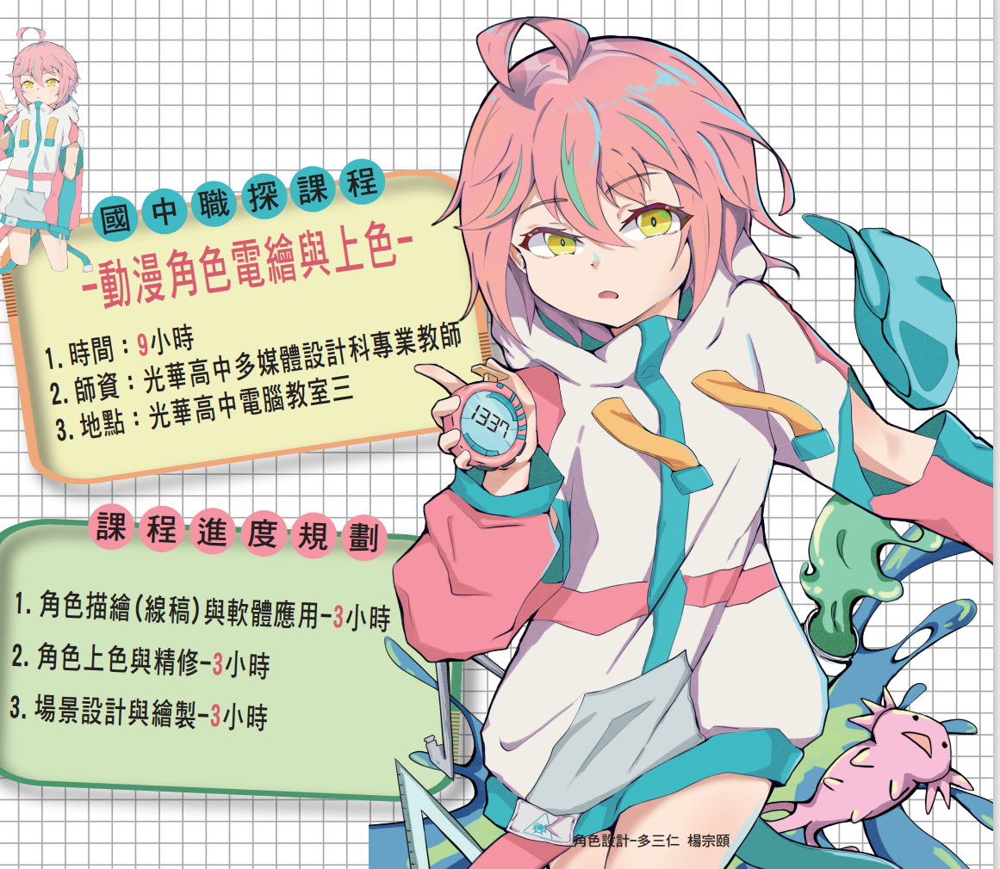 國中職探課程
-動漫角色電繪與上色-
1. 時間：9小時
2. 師資：光華高中多媒體設計科專業教師
3. 地點：光華高中電腦教室三
1337
課程進度規劃
1. 角色描繪(線稿)與軟體應用-3小時
2. 角色上色與精修-3小時
3. 場景設計與繪製-3小時
角色設計-多三仁 楊宗頤